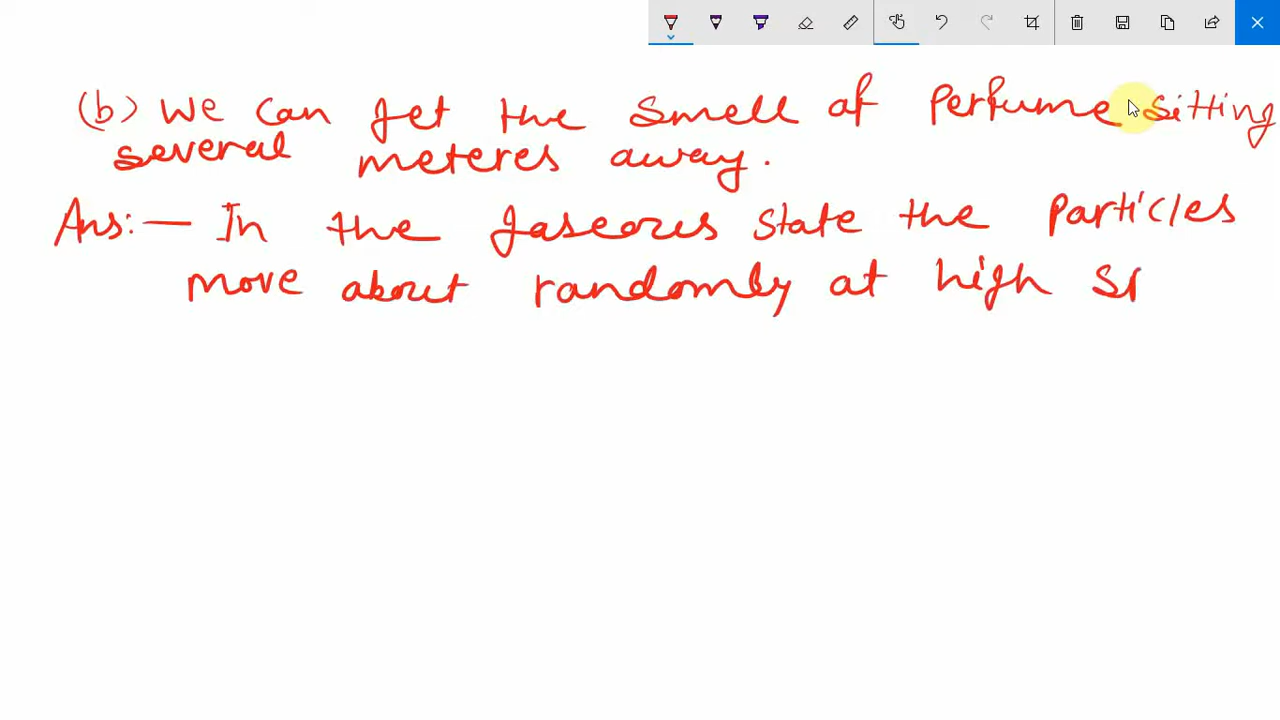 (b) We can get the smell of Perfume sitting
several meteres away.
Ans:— In the gaseous state the Particles
move about randomly at high sp